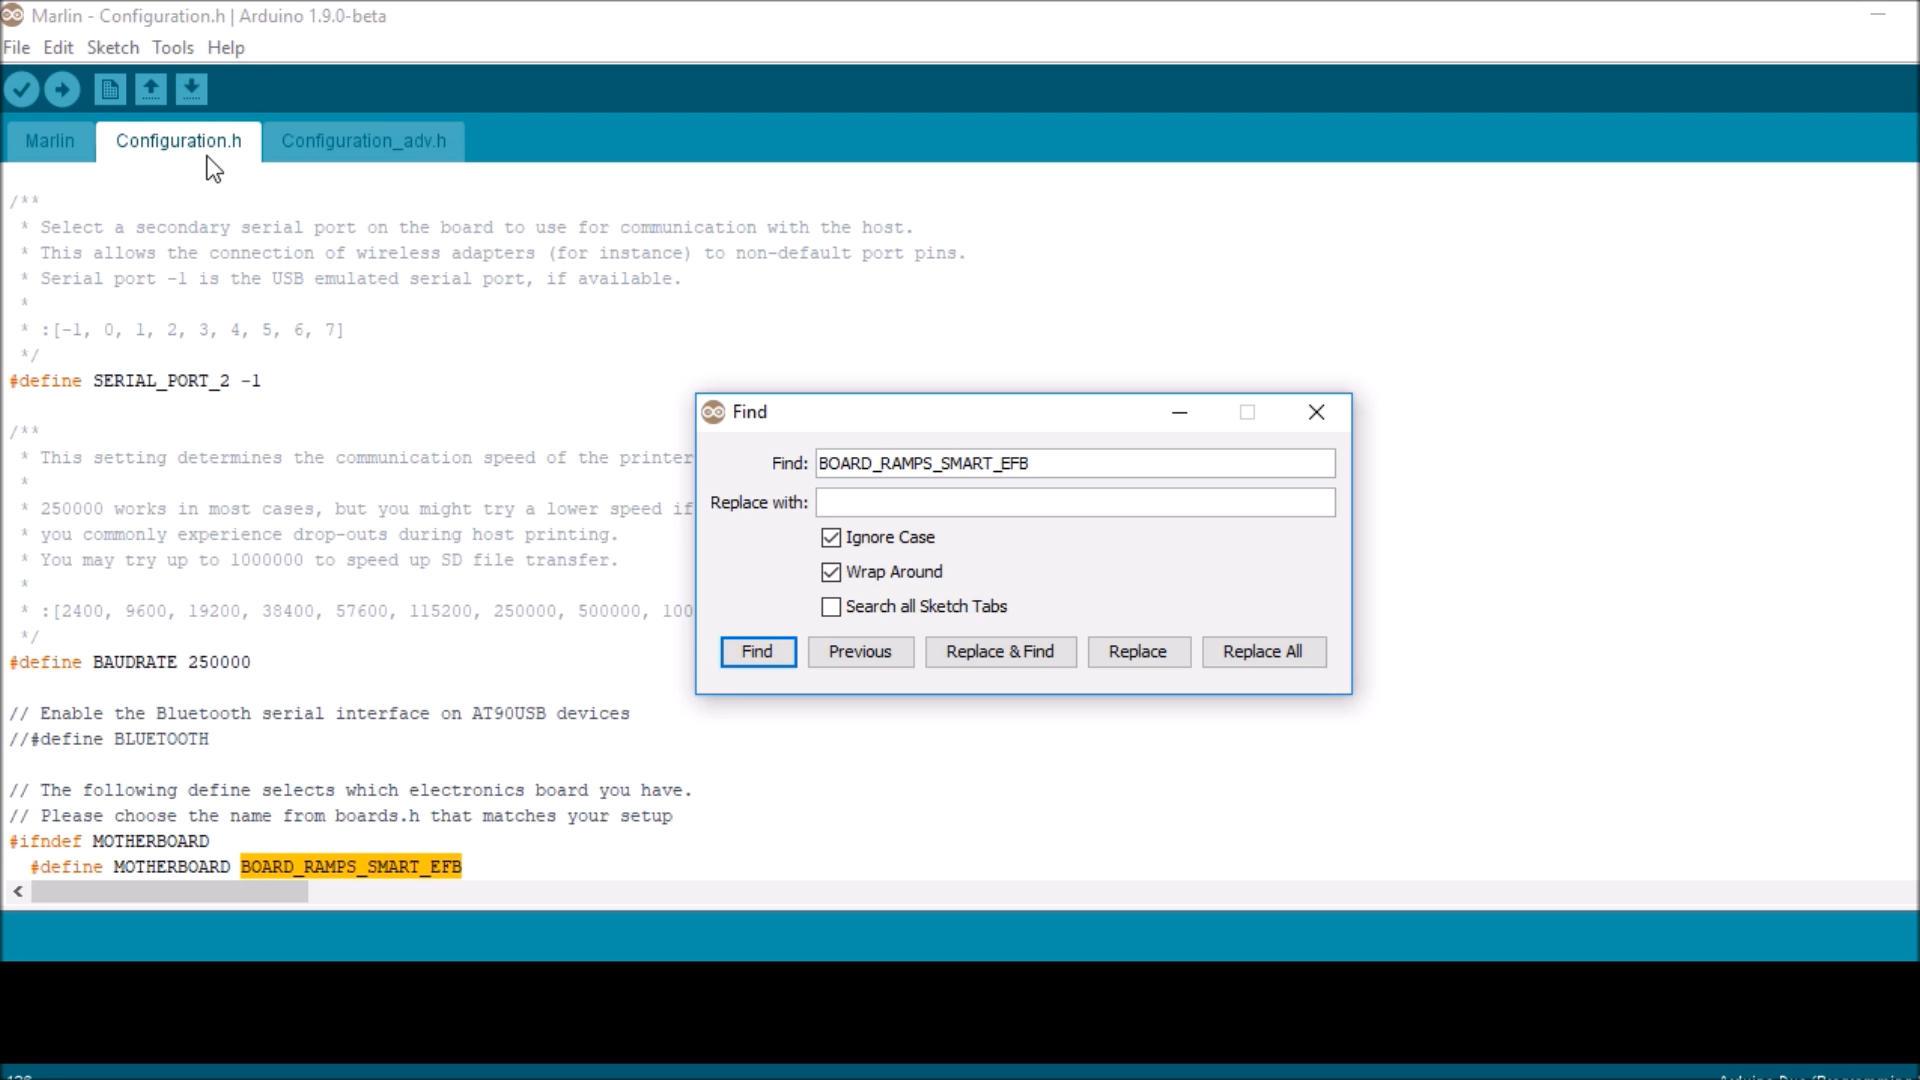 Marlin - Configuration.h | Arduino 1.9.0-beta
File Edit Sketch Tools Help
Marlin Configuration.h Configuration_adv.h
/**
* Select a secondary serial port on the board to use for communication with the host.
* This allows the connection of wireless adapters (for instance) to non-default port pins.
* Serial port -1 is the USB emulated serial port, if available.
*
* :[-1, 0, 1, 2, 3, 4, 5, 6, 7]
*/
#define SERIAL_PORT_2 -1
/**
* This setting determines the communication speed of the printer
*
* 250000 works in most cases, but you might try a lower speed if
* you commonly experience drop-outs during host printing.
* You may try up to 1000000 to speed up SD file transfer.
*
* :[2400, 9600, 19200, 38400, 57600, 115200, 250000, 500000, 100
*/
#define BAUDRATE 250000
// Enable the Bluetooth serial interface on AT90USB devices
//#define BLUETOOTH
// The following define selects which electronics board you have.
// Please choose the name from boards.h that matches your setup
#ifndef MOTHERBOARD
#define MOTHERBOARD BOARD_RAMPS_SMART_EFB
Find
Find: BOARD_RAMPS_SMART_EFB
Replace with:
Ignore Case
Wrap Around
Search all Sketch Tabs
Find Previous Replace & Find Replace Replace All